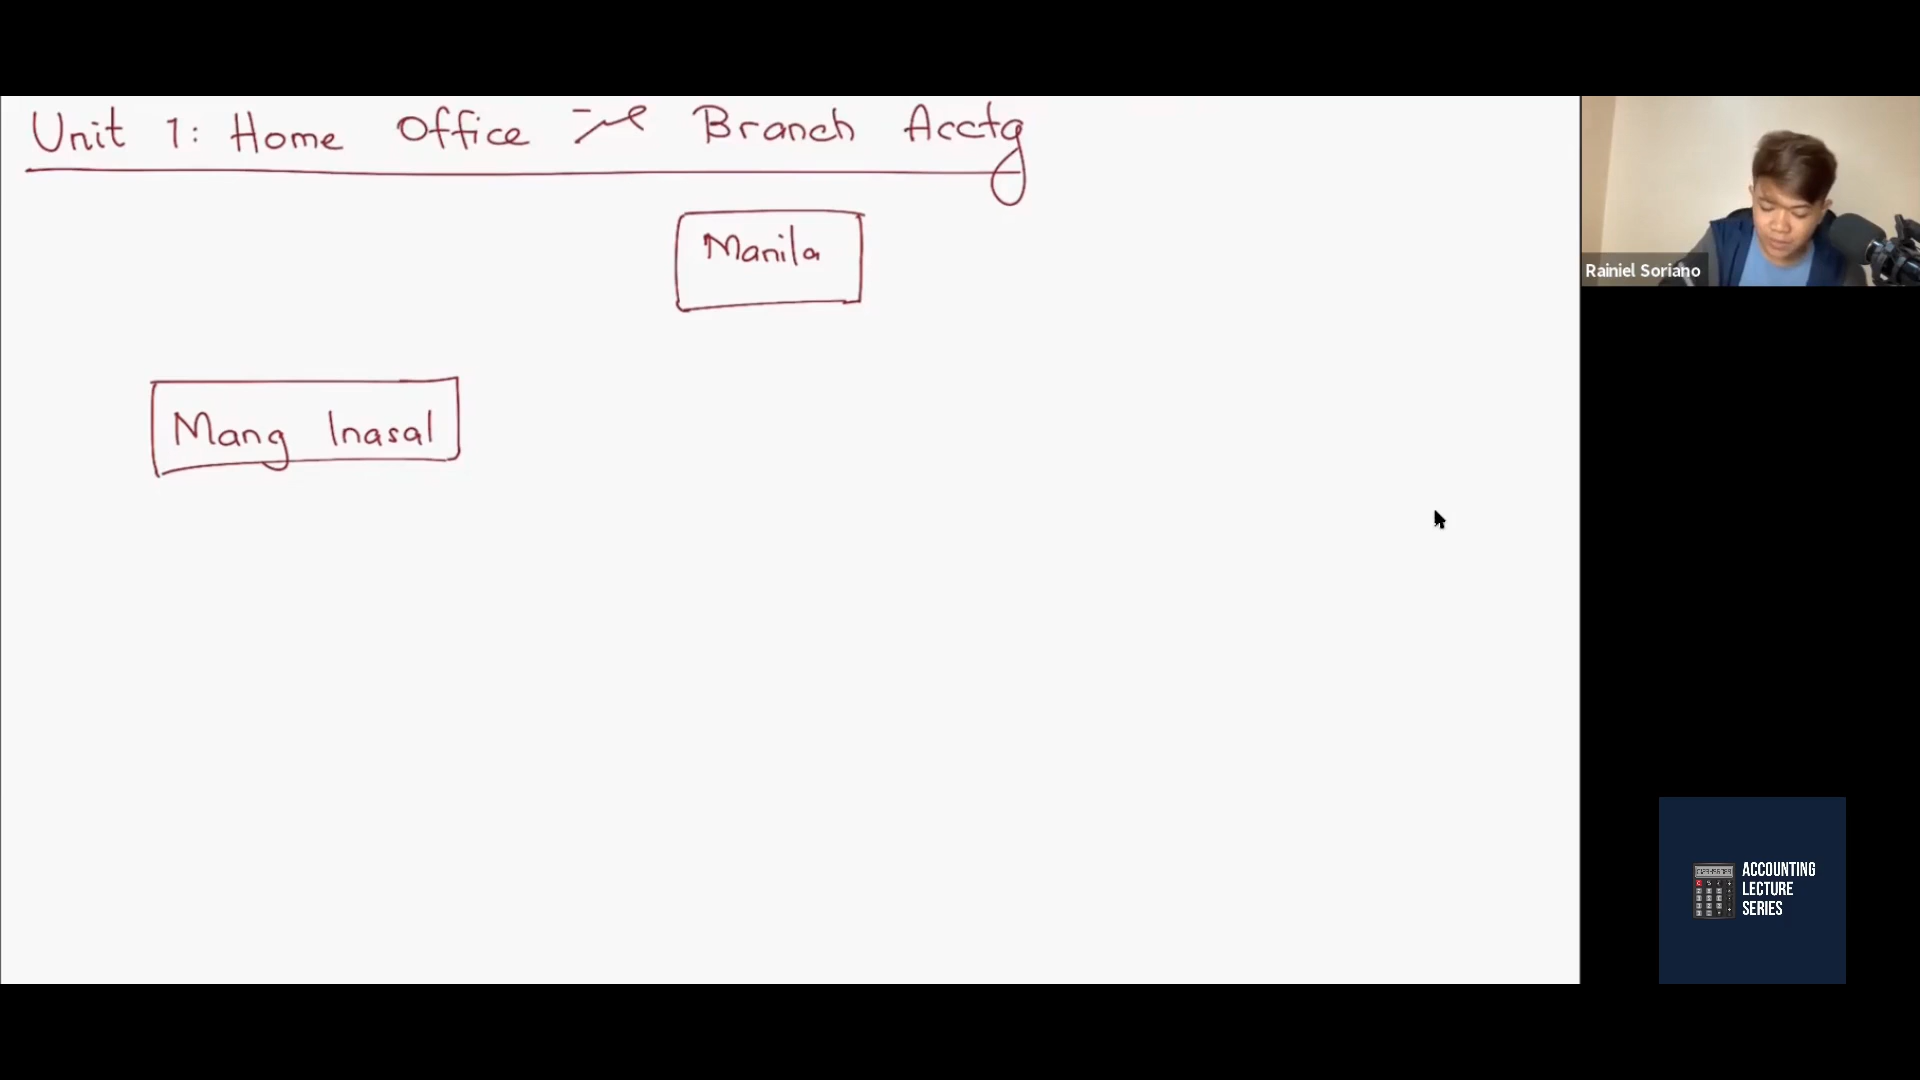 Unit 1: Home Office Branch Acctg
Manila
Mang Inasal
Rainiel Soriano
ACCOUNTING
LECTURE
SERIES